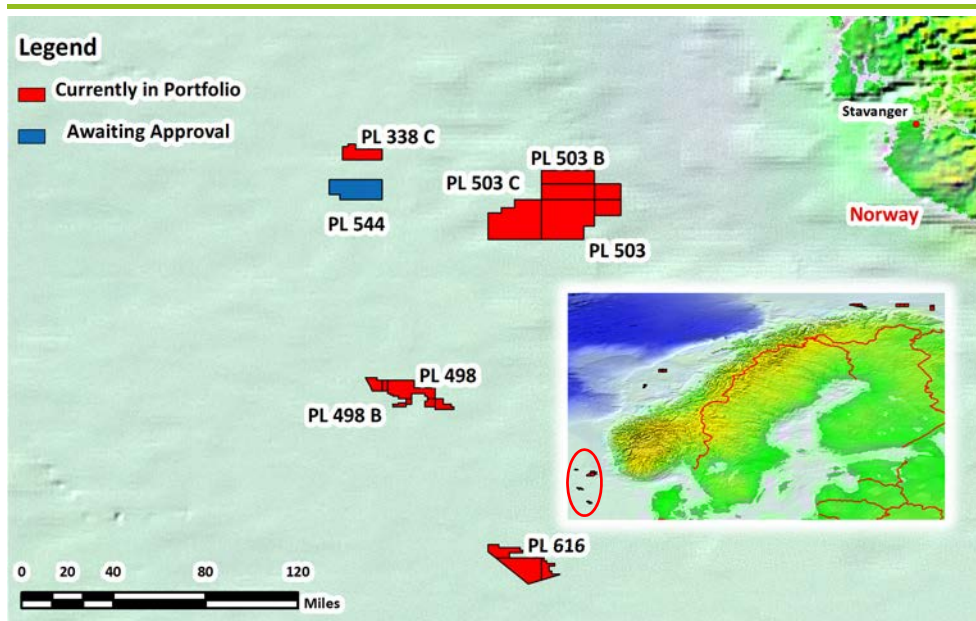 Legend
Currently in Portfolio
Awaiting Approval
PL 338 C
PL 544
PL 503 B
PL 503 C
PL 503
Stavanger
Norway
PL 498
PL 498 B
PL 616
0 20 40 80 120
Miles